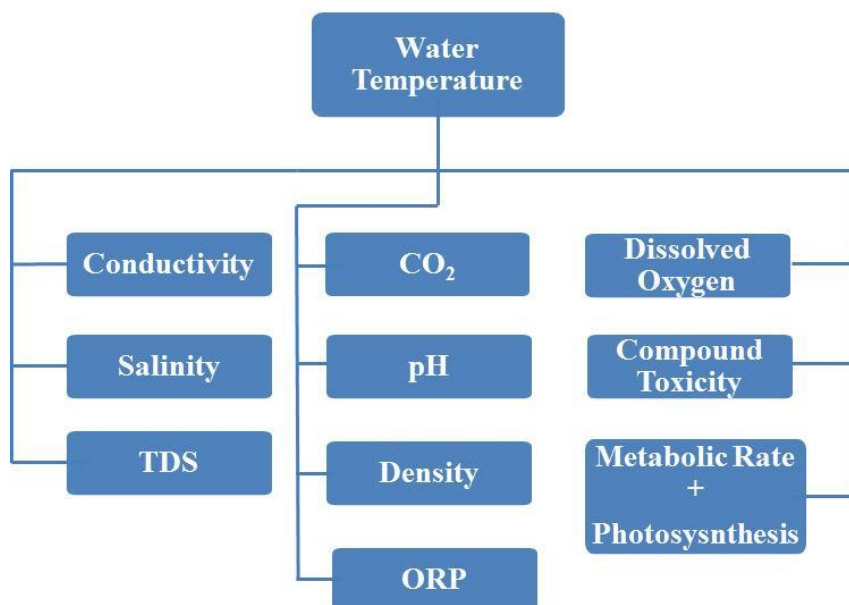 Water
Temperature
Conductivity
Salinity
TDS
CO₂
pH
Density
ORP
Dissolved
Oxygen
Compound
Toxicity
Metabolic Rate
+
Photosysnthesis